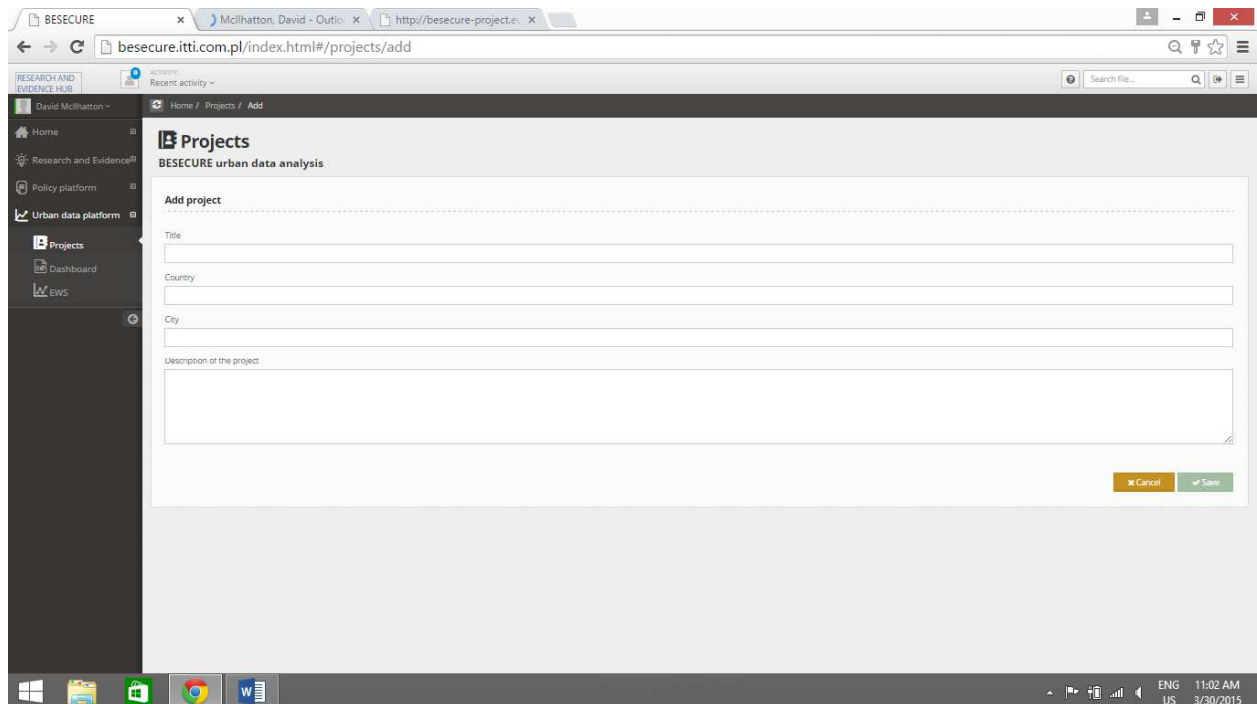 BESECURE
McIlhatton, David - Outlo
http://besecure-project.eu
besecure.itti.com.pl/index.html#/projects/add
RESEARCH AND
EVIDENCE HUB
0
ACTIVITY
Recent activity
Search file...
David McIlhatton
Home / Projects / Add
Home
Research and Evidence
Policy platform
Urban data platform
Projects
Dashboard
EWS
Projects
BESECURE urban data analysis
Add project
Title
Country
City
Description of the project
Cancel
Save
ENG
US
11:02 AM
3/30/2015